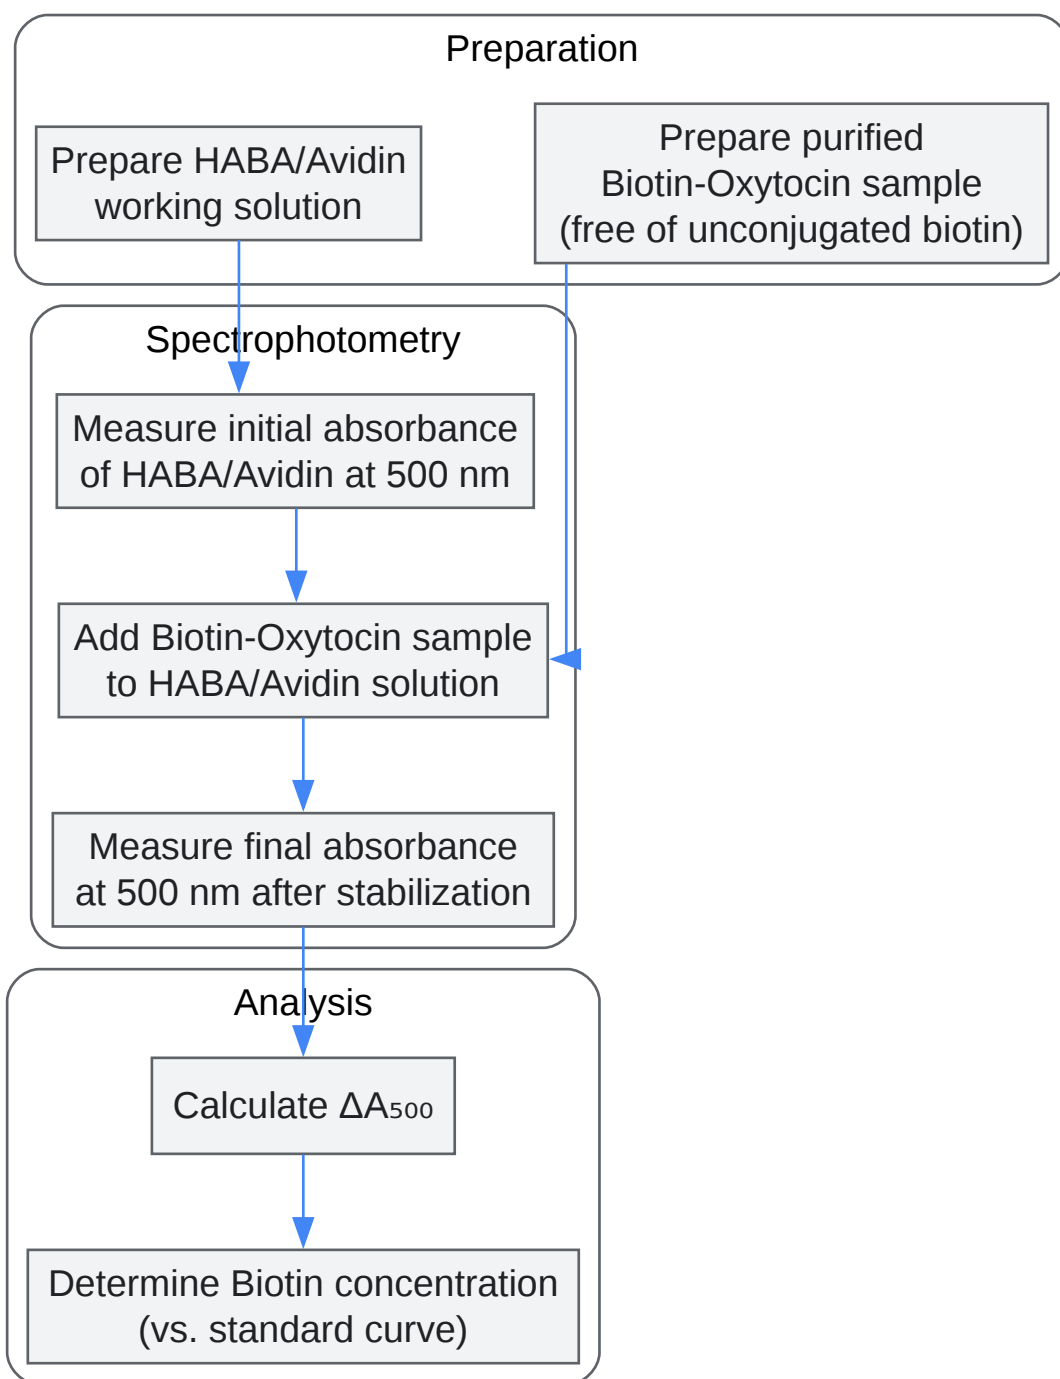 Preparation
Prepare HABA/Avidin
working solution
Prepare purified
Biotin-Oxytocin sample
(free of unconjugated biotin)
Spectrophotometry
Measure initial absorbance
of HABA/Avidin at 500 nm
Add Biotin-Oxytocin sample
to HABA/Avidin solution
Measure final absorbance
at 500 nm after stabilization
Analysis
Calculate ΔA₅₀₀
Determine Biotin concentration
(vs. standard curve)